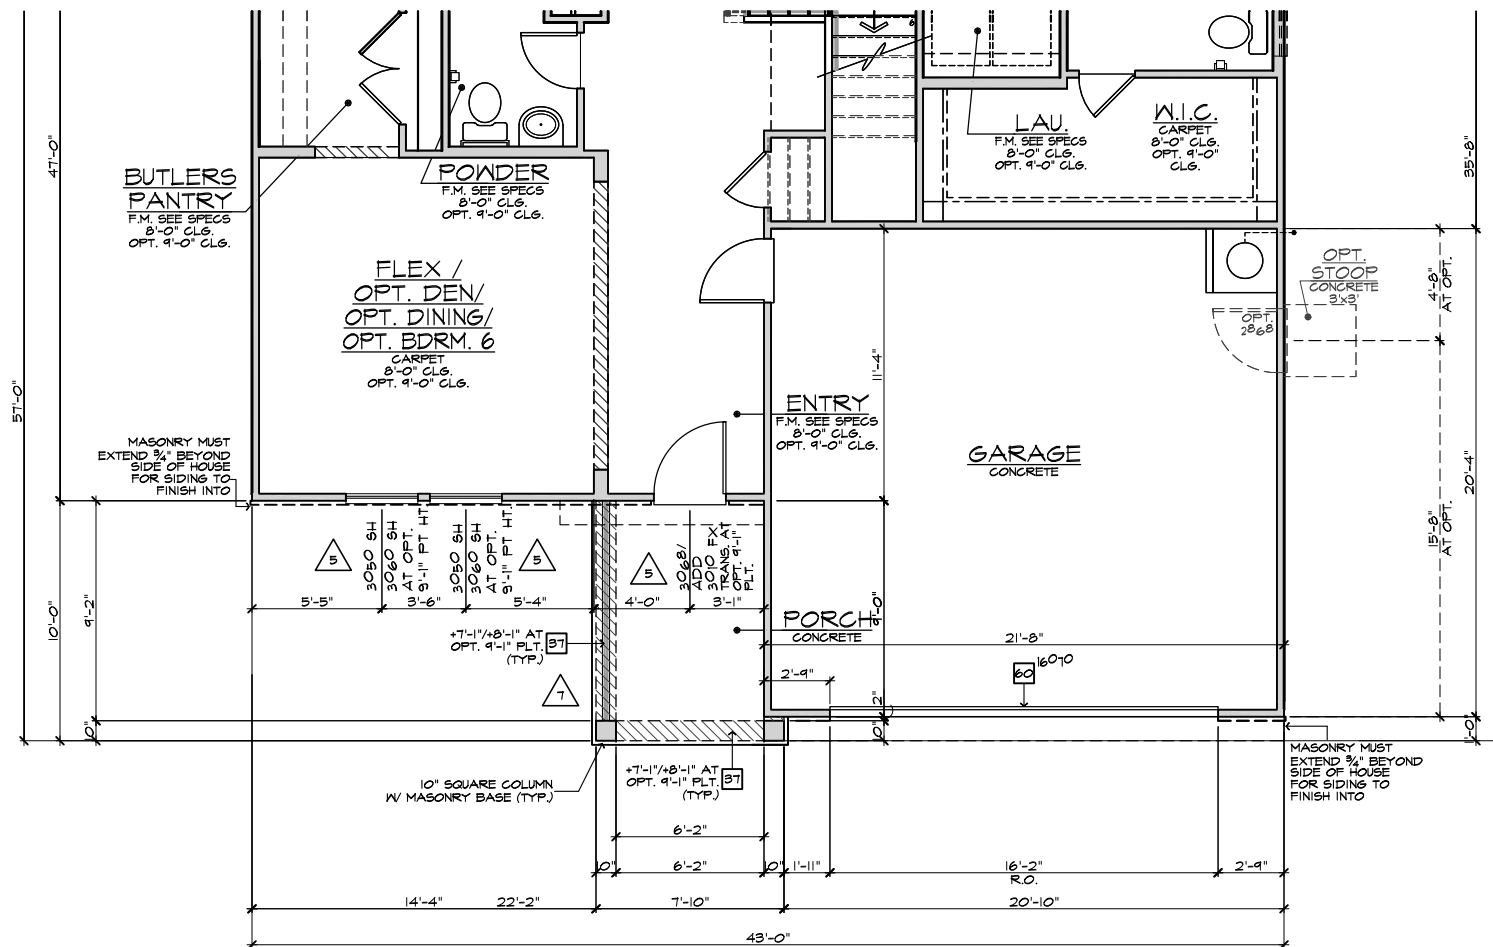 47'-0"
57'-0"
BUTLERS
PANTRY
F.M. SEE SPECS
8'-0" CLG.
OPT. 9'-0" CLG.
POWDER
F.M. SEE SPECS
8'-0" CLG.
OPT. 9'-0" CLG.
LAU.
F.M. SEE SPECS
8'-0" CLG.
OPT. 9'-0" CLG.
W.I.C.
CARPET
8'-0" CLG.
OPT. 9'-0"
CLG.
35'-8"
FLEX /
OPT. DEN/
OPT. DINING/
OPT. BDRM. 6
CARPET
8'-0" CLG.
OPT. 9'-0" CLG.
OPT.
STOOP
CONCRETE
3'x3'
OPT.
2868
4'-8"
AT OPT.
11'-4"
ENTRY
F.M. SEE SPECS
8'-0" CLG.
OPT. 9'-0" CLG.
GARAGE
CONCRETE
MASONRY MUST
EXTEND ¾" BEYOND
SIDE OF HOUSE
FOR SIDING TO
FINISH INTO
20'-4"
15'-8"
AT OPT.
5
3050 SH
3060 SH
AT OPT.
9'-1" PT HT.
3050 SH
3060 SH
AT OPT.
9'-1" PT HT.
5
5
3068/
ADD
3010 FX
TRANS. AT
OPT. 9'-1"
PLT.
5'-5"
3'-6"
5'-4"
4'-0"
3'-1"
10'-0"
9'-2"
10"
PORCH
CONCRETE
9'-0"
+7'-1"/+8'-1" AT
OPT. 9'-1" PLT.
(TYP.)
37
7
21'-8"
2'-9"
60
16070
2"
10"
1'-0"
10" SQUARE COLUMN
W/ MASONRY BASE (TYP.)
+7'-1"/+8'-1" AT
OPT. 9'-1" PLT.
(TYP.)
37
MASONRY MUST
EXTEND ¾" BEYOND
SIDE OF HOUSE
FOR SIDING TO
FINISH INTO
6'-2"
10"
6'-2"
10"
1'-11"
16'-2"
R.O.
2'-9"
14'-4"
22'-2"
7'-10"
20'-10"
43'-0"